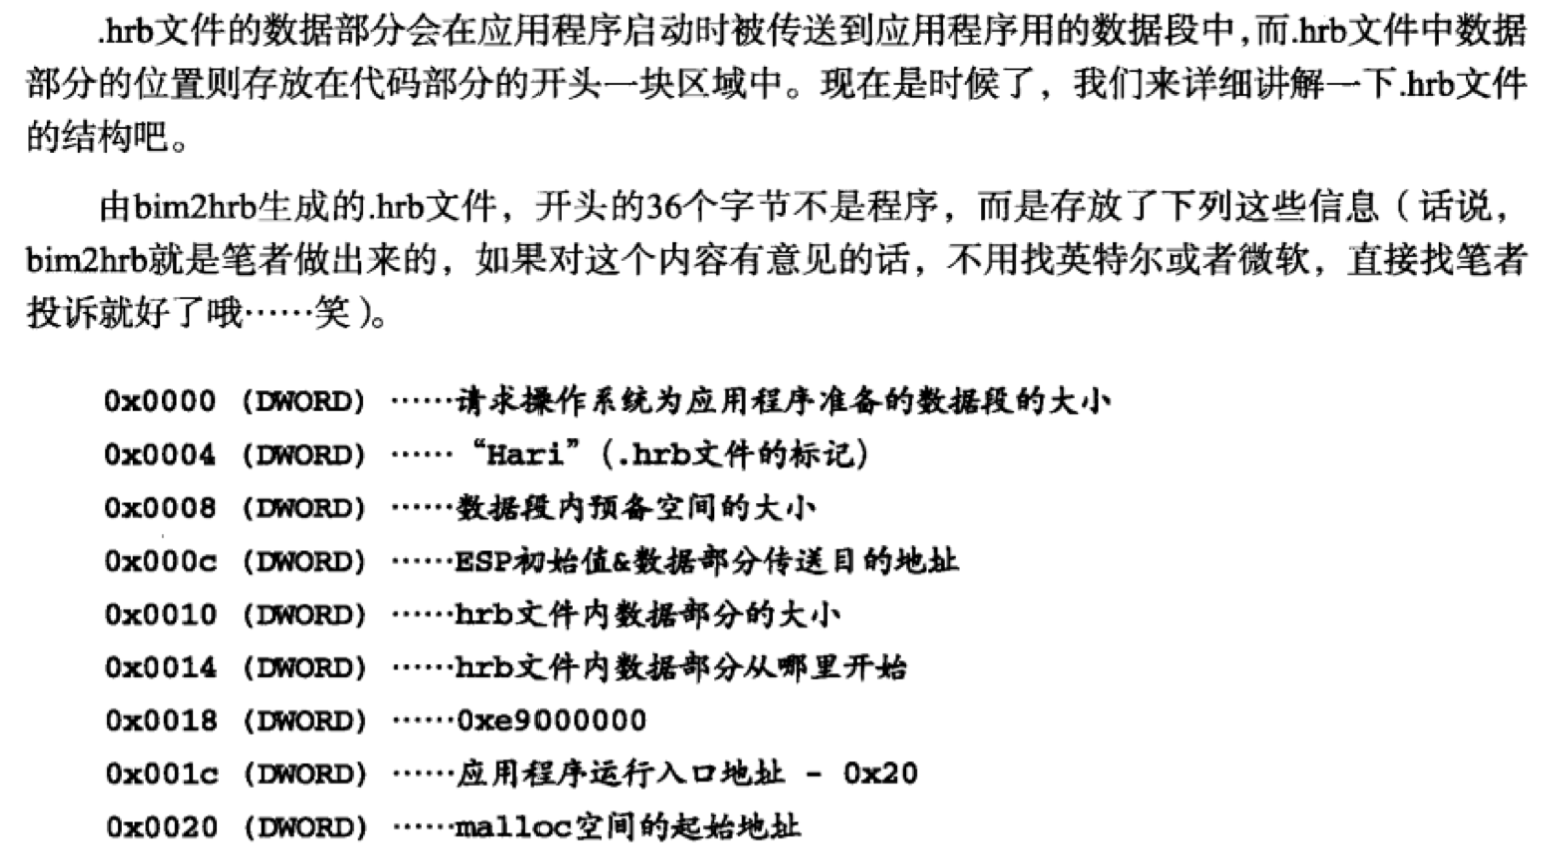 .hrb文件的数据部分会在应用程序启动时被传送到应用程序用的数据段中,而.hrb文件中数据
部分的位置则存放在代码部分的开头一块区域中。现在是时候了，我们来详细讲解一下.hrb文件
的结构吧。
由bim2hrb生成的.hrb文件，开头的36个字节不是程序，而是存放了下列这些信息（话说，
bim2hrb就是笔者做出来的，如果对这个内容有意见的话，不用找英特尔或者微软，直接找笔者
投诉就好了哦……笑）。
0x0000 (DWORD) ……请求操作系统为应用程序准备的数据段的大小
0x0004 (DWORD) ……“Hari”(.hrb文件的标记)
0x0008 (DWORD) ……数据段内预备空间的大小
0x000c (DWORD) ……ESP初始值&数据部分传送目的地址
0x0010 (DWORD) ……hrb文件内数据部分的大小
0x0014 (DWORD) ……hrb文件内数据部分从哪里开始
0x0018 (DWORD) ……0xe9000000
0x001c (DWORD) ……应用程序运行入口地址 - 0x20
0x0020 (DWORD) ……malloc空间的起始地址